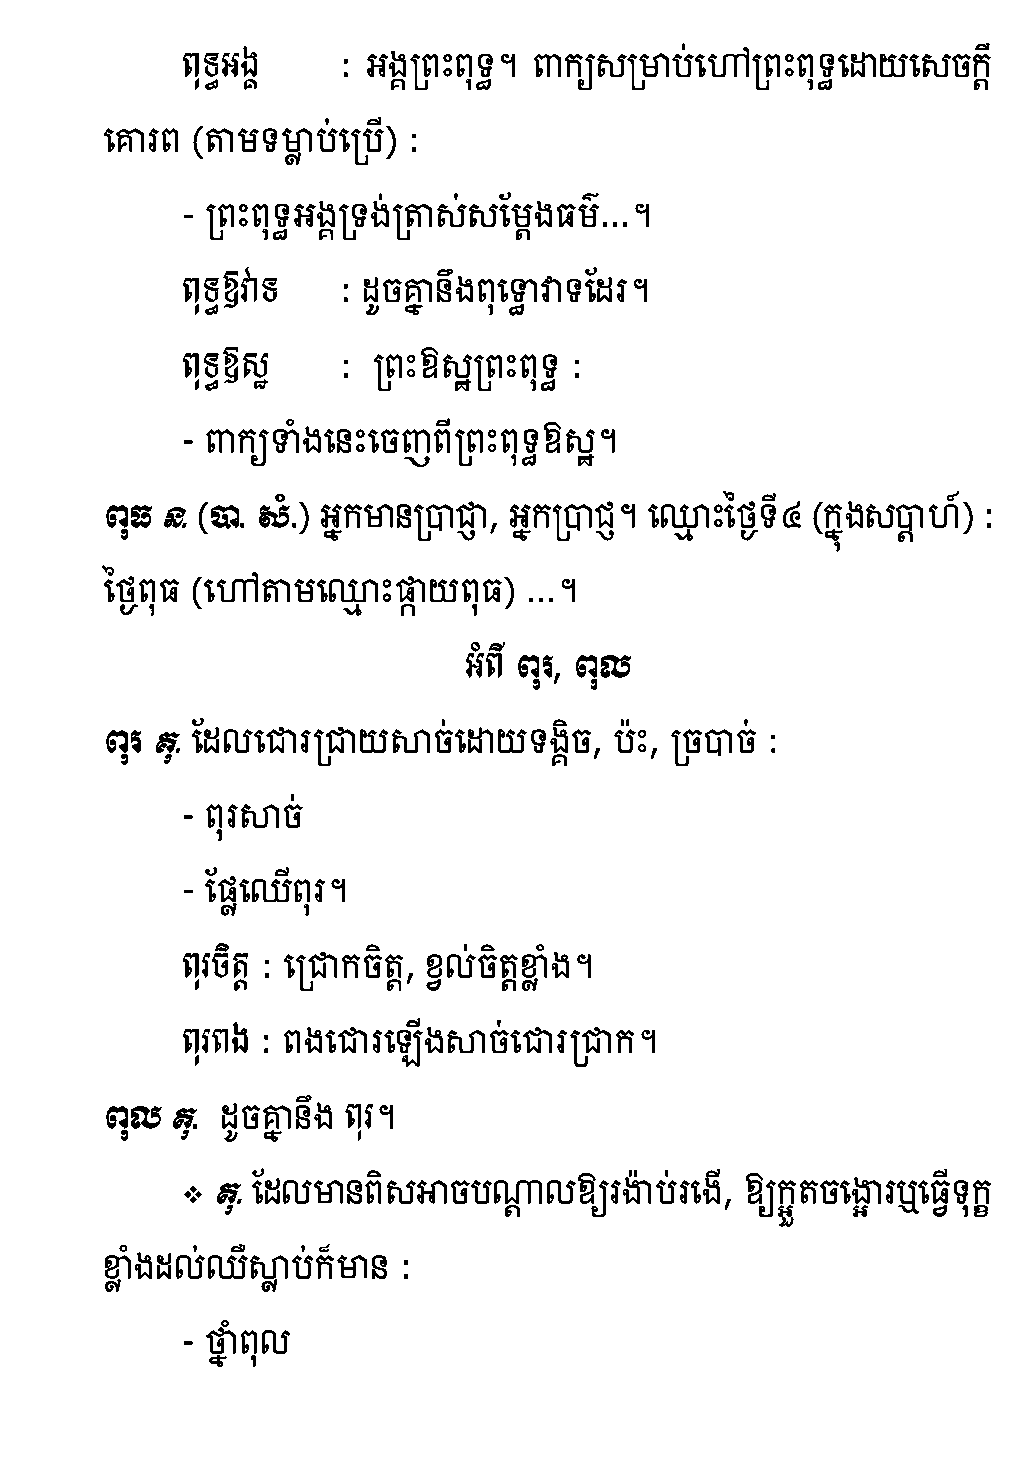 ពុទ្ធអង្គ : អង្គព្រះពុទ្ធ។ ពាក្យសម្រាប់ហៅព្រះពុទ្ធដោយសេចក្តី
គោរព (តាមទម្លាប់ប្រើ) :
- ព្រះពុទ្ធអង្គទ្រង់ត្រាស់សម្តែងធម៌...។
ពុទ្ធឱវាទ : ដូចគ្នានឹងពុទ្ធោវាទដែរ។
ពុទ្ធឱស្ឋ : ព្រះឱស្ឋព្រះពុទ្ធ :
- ពាក្យទាំងនេះចេញពីព្រះពុទ្ធឱស្ឋ។
ពុធ ន. (បា. សំ.) អ្នកមានប្រាជ្ញា, អ្នកប្រាជ្ញ។ ឈ្មោះថ្ងៃទី៤ (ក្នុងសប្តាហ៍) :
ថ្ងៃពុធ (ហៅតាមឈ្មោះផ្កាយពុធ) ...។
អំពី ពុរ, ពុល
ពុរ គុ. ដែលជោរជ្រាយសាច់ដោយទង្គិច, ប៉ះ, ច្របាច់ :
- ពុរសាច់
- ផ្លែឈើពុរ។
ពុរចិត្ត : ជ្រោកចិត្ត, ខ្វល់ចិត្តខ្លាំង។
ពុរពង : ពងជោរឡើងសាច់ជោរជ្រាក។
ពុល គុ. ដូចគ្នានឹង ពុរ។
❖ គុ. ដែលមានពិសអាចបណ្តាលឱ្យរង៉ាប់រងើ, ឱ្យក្អួតចង្អោរឬធ្វើទុក្ខ
ខ្លាំងដល់ឈឺស្លាប់ក៏មាន :
- ថ្នាំពុល